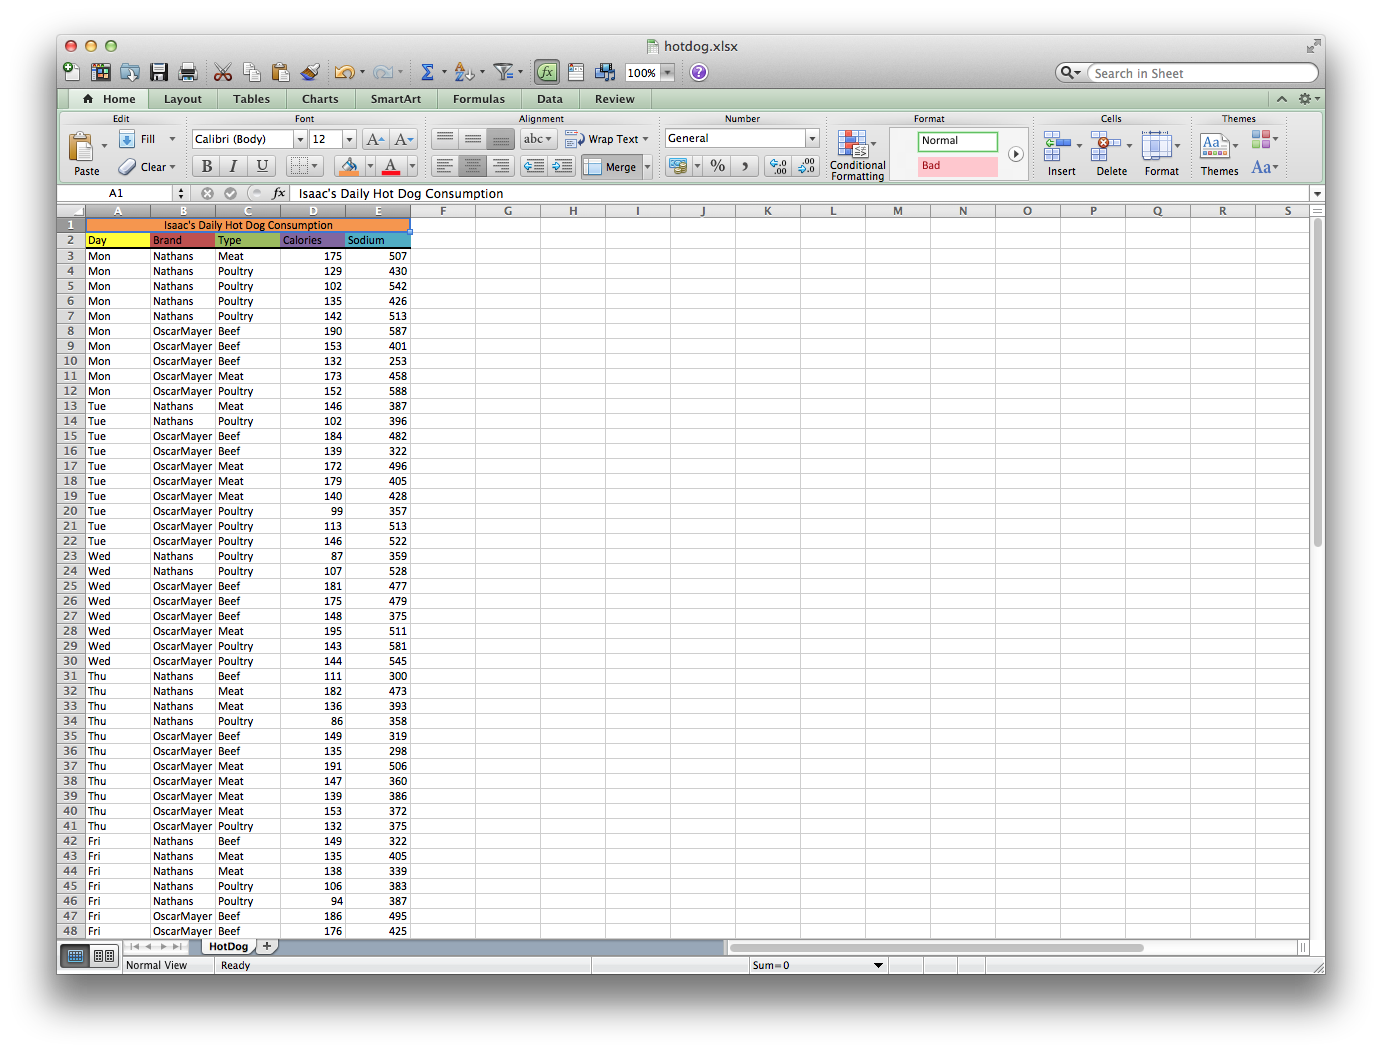 hotdog.xlsx
100%
Search in Sheet
Home Layout Tables Charts SmartArt Formulas Data Review
Edit Font Alignment Number Format Cells Themes
Fill Calibri (Body) 12 A A abc Wrap Text General Normal
Paste Clear B I U A Merge % , .0 .00 .00 .0 Conditional Formatting Bad Insert Delete Format Aa Themes Aa
A1 fx Isaac's Daily Hot Dog Consumption
A B C D E F G H I J K L M N O P Q R S
1 Isaac's Daily Hot Dog Consumption
2 Day Brand Type Calories Sodium
3 Mon Nathans Meat 175 507
4 Mon Nathans Poultry 129 430
5 Mon Nathans Poultry 102 542
6 Mon Nathans Poultry 135 426
7 Mon Nathans Poultry 142 513
8 Mon OscarMayer Beef 190 587
9 Mon OscarMayer Beef 153 401
10 Mon OscarMayer Beef 132 253
11 Mon OscarMayer Meat 173 458
12 Mon OscarMayer Poultry 152 588
13 Tue Nathans Meat 146 387
14 Tue Nathans Poultry 102 396
15 Tue OscarMayer Beef 184 482
16 Tue OscarMayer Beef 139 322
17 Tue OscarMayer Meat 172 496
18 Tue OscarMayer Meat 179 405
19 Tue OscarMayer Meat 140 428
20 Tue OscarMayer Poultry 99 357
21 Tue OscarMayer Poultry 113 513
22 Tue OscarMayer Poultry 146 522
23 Wed Nathans Poultry 87 359
24 Wed Nathans Poultry 107 528
25 Wed OscarMayer Beef 181 477
26 Wed OscarMayer Beef 175 479
27 Wed OscarMayer Beef 148 375
28 Wed OscarMayer Meat 195 511
29 Wed OscarMayer Poultry 143 581
30 Wed OscarMayer Poultry 144 545
31 Thu Nathans Beef 111 300
32 Thu Nathans Meat 182 473
33 Thu Nathans Meat 136 393
34 Thu Nathans Poultry 86 358
35 Thu OscarMayer Beef 149 319
36 Thu OscarMayer Beef 135 298
37 Thu OscarMayer Meat 191 506
38 Thu OscarMayer Meat 147 360
39 Thu OscarMayer Meat 139 386
40 Thu OscarMayer Meat 153 372
41 Thu OscarMayer Poultry 132 375
42 Fri Nathans Beef 149 322
43 Fri Nathans Meat 135 405
44 Fri Nathans Meat 138 339
45 Fri Nathans Poultry 106 383
46 Fri Nathans Poultry 94 387
47 Fri OscarMayer Beef 186 495
48 Fri OscarMayer Beef 176 425
HotDog
Normal View Ready Sum=0